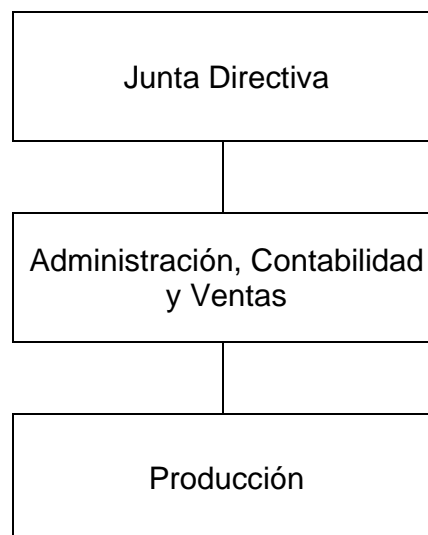 Junta Directiva
Administración, Contabilidad
y Ventas
Producción